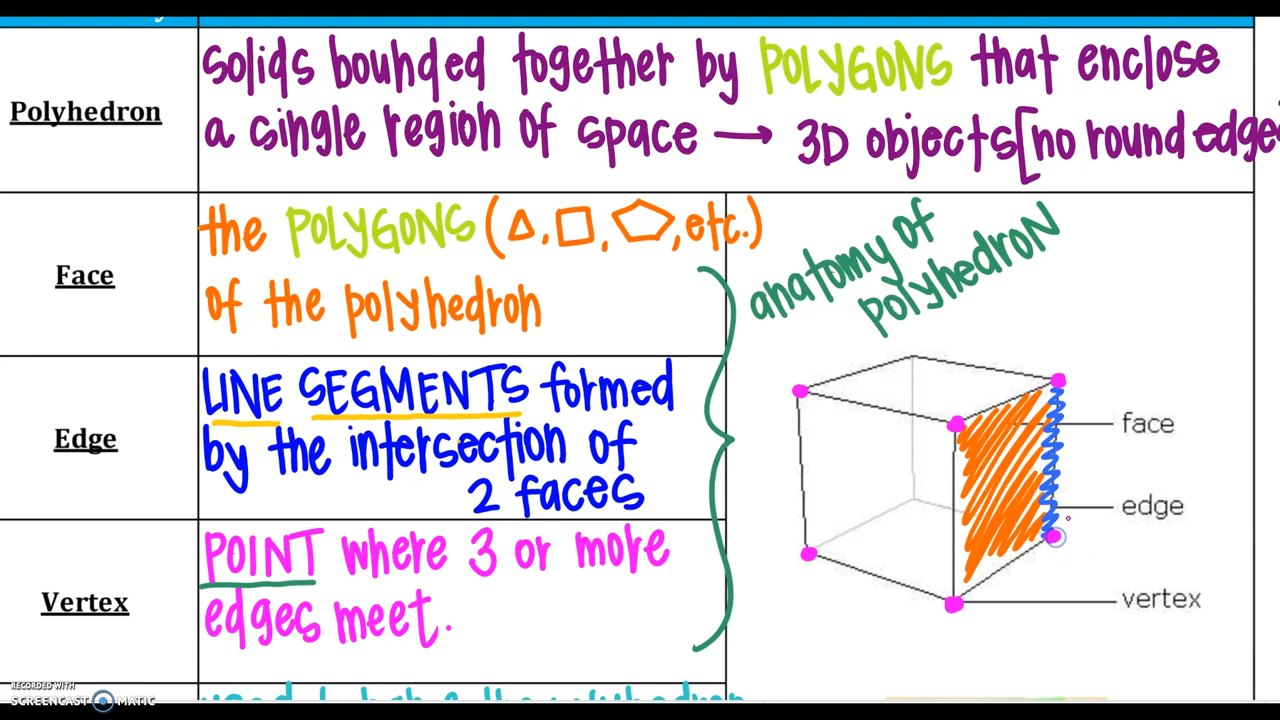 Polyhedron
solids bounded together by POLYGONS that enclose
a single region of space → 3D objects [no round edge
Face
the POLYGONS (△, □, ⬠, etc.)
of the polyhedron
anatomy of
polyhedron
Edge
LINE SEGMENTS formed
by the intersection of
2 faces
face
edge
Vertex
POINT where 3 or more
edges meet.
vertex
RECORDED WITH
SCREENCAST MATIC